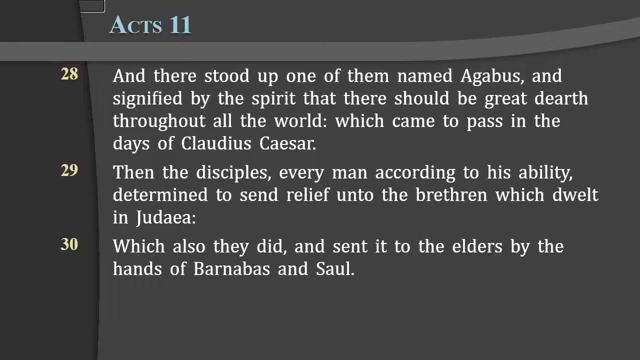 Acts 11
28 And there stood up one of them named Agabus, and
signified by the spirit that there should be great dearth
throughout all the world: which came to pass in the
days of Claudius Caesar.
29 Then the disciples, every man according to his ability,
determined to send relief unto the brethren which dwelt
in Judaea:
30 Which also they did, and sent it to the elders by the
hands of Barnabas and Saul.